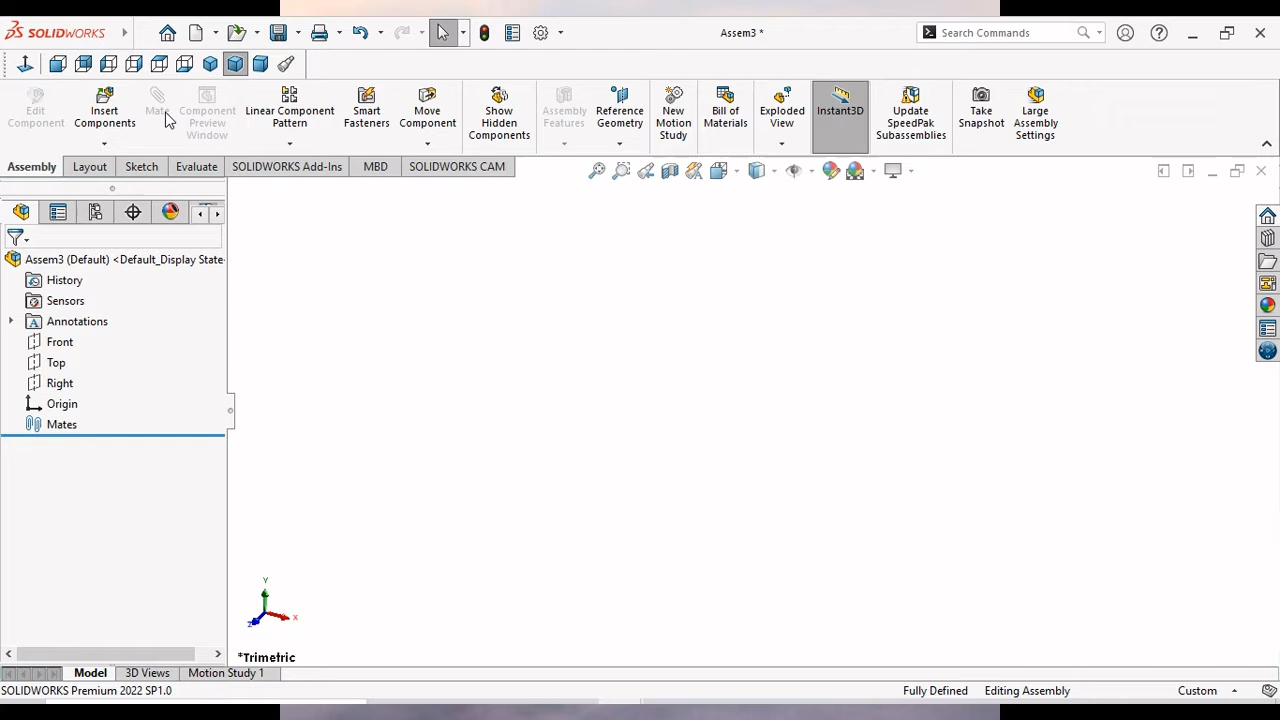 SOLIDWORKS
Assem3 *
Search Commands
Edit
Component
Insert
Components
Mate
Component
Preview
Window
Linear Component
Pattern
Smart
Fasteners
Move
Component
Show
Hidden
Components
Assembly
Features
Reference
Geometry
New
Motion
Study
Bill of
Materials
Exploded
View
Instant3D
Update
SpeedPak
Subassemblies
Take
Snapshot
Large
Assembly
Settings
Assembly
Layout
Sketch
Evaluate
SOLIDWORKS Add-Ins
MBD
SOLIDWORKS CAM
Assem3 (Default) <Default_Display State-
History
Sensors
Annotations
Front
Top
Right
Origin
Mates
Y
X
Z
*Trimetric
Model
3D Views
Motion Study 1
SOLIDWORKS Premium 2022 SP1.0
Fully Defined
Editing Assembly
Custom